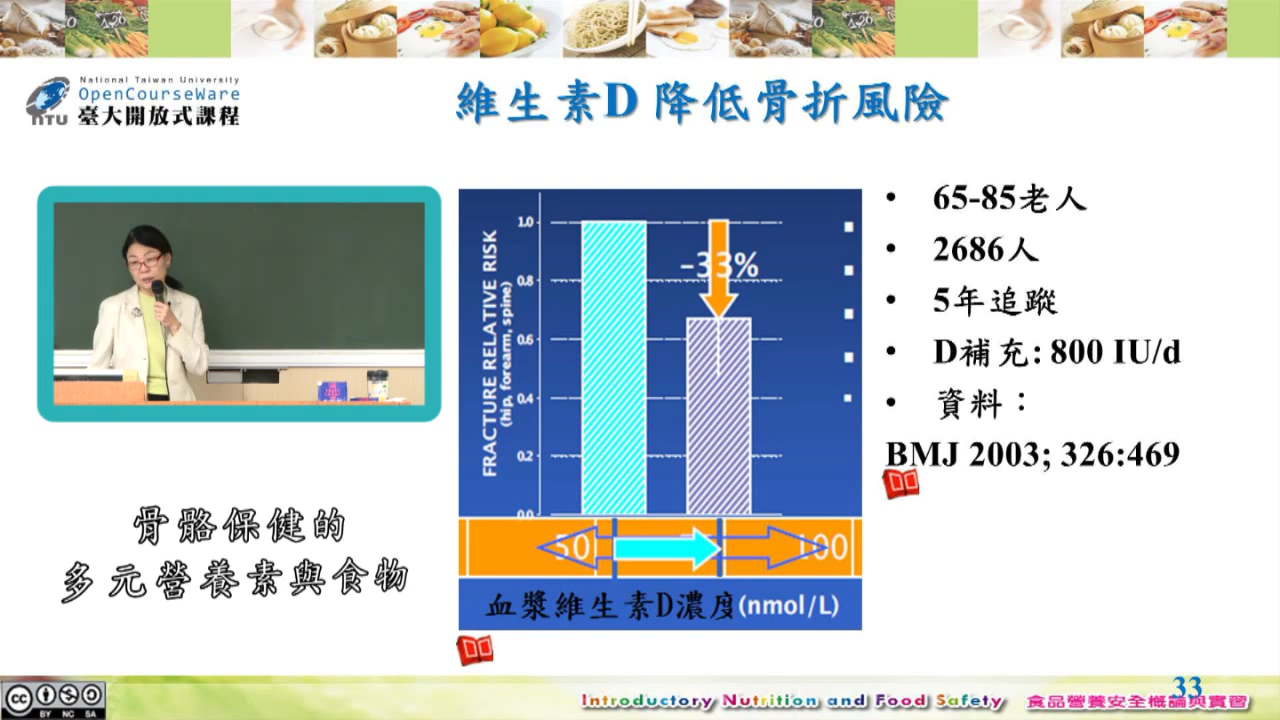 National Taiwan University
OpenCourseWare
NTU 臺大開放式課程
維生素D 降低骨折風險
骨骼保健的
多元營養素與食物
FRACTURE RELATIVE RISK
(hip, forearm, spine)
1.0
0.8
0.6
0.4
0.2
0.0
-33%
50
100
血漿維生素D濃度(nmol/L)
• 65-85老人
• 2686人
• 5年追蹤
• D補充: 800 IU/d
• 資料：
BMJ 2003; 326:469
cc BY NC SA
Introductory Nutrition and Food Safety 食品營養安全概論與實習
33